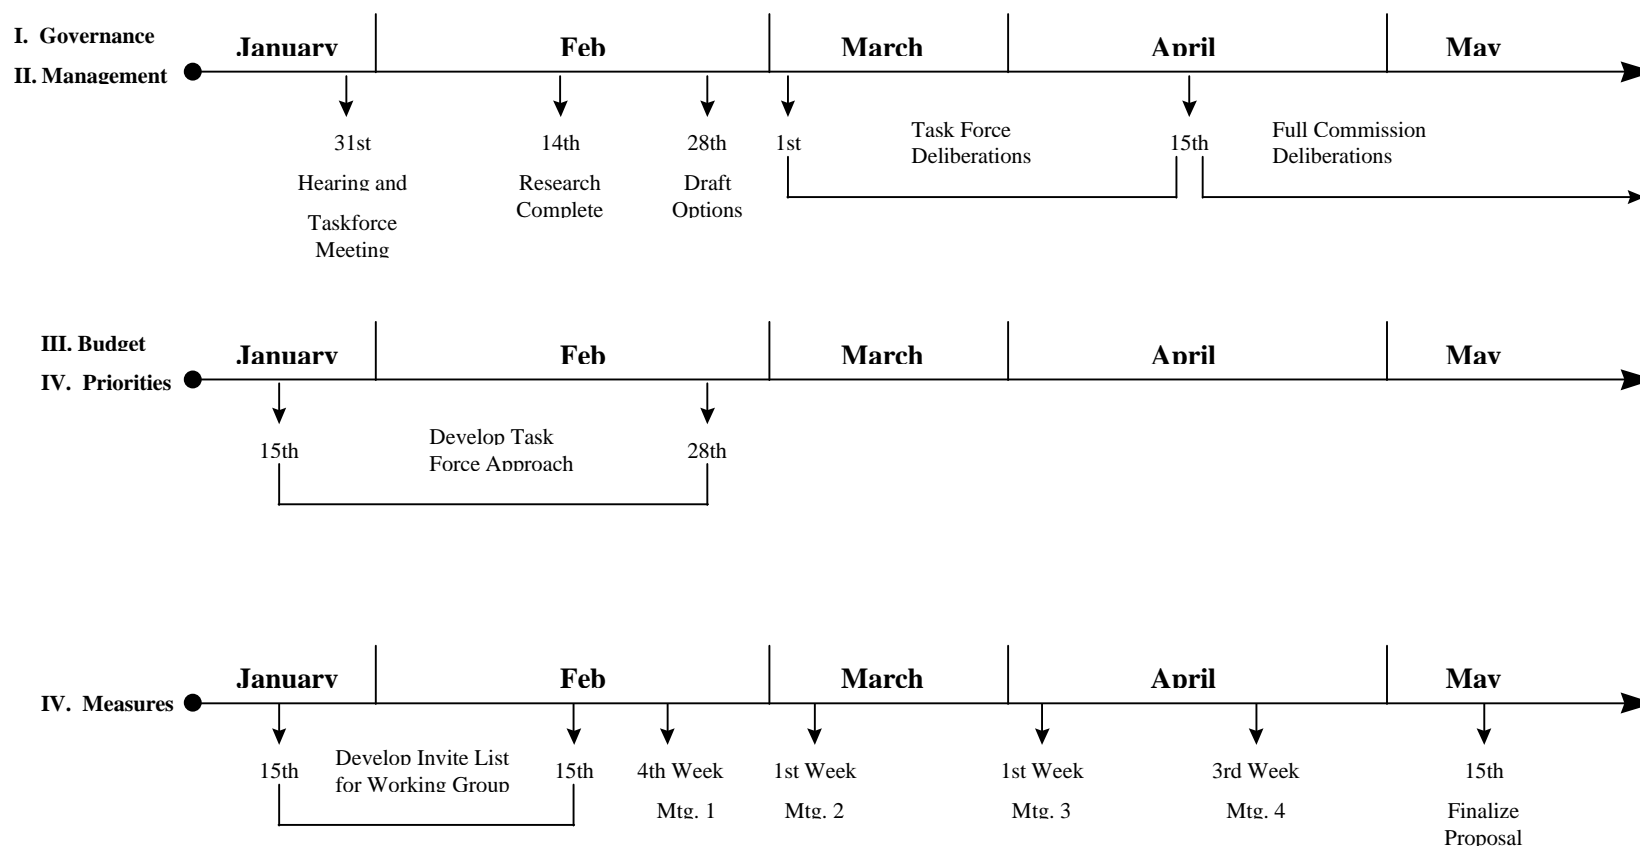 I. Governance
II. Management
January
Feb
March
April
May
31st
Hearing and
Taskforce
Meeting
14th
Research
Complete
28th
Draft
Options
1st
Task Force
Deliberations
15th
Full Commission
Deliberations
III. Budget
IV. Priorities
January
Feb
March
April
May
15th
Develop Task
Force Approach
28th
IV. Measures
January
Feb
March
April
May
15th
Develop Invite List
for Working Group
15th
4th Week
Mtg. 1
1st Week
Mtg. 2
1st Week
Mtg. 3
3rd Week
Mtg. 4
15th
Finalize
Proposal